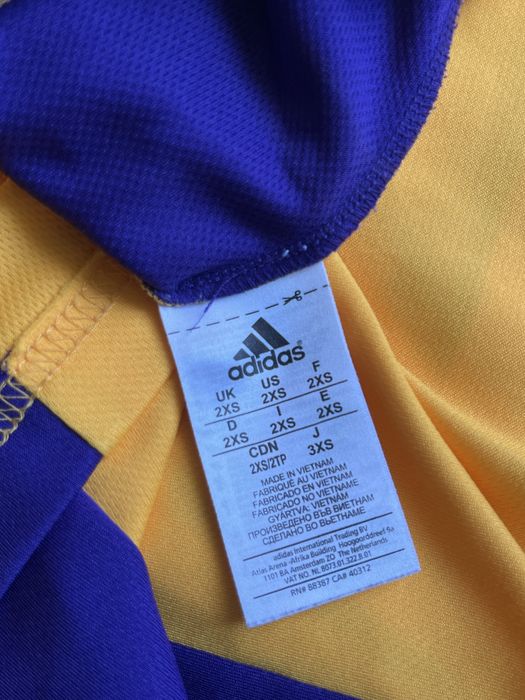 adidas®
UK US F
2XS 2XS 2XS
D I E
2XS 2XS 2XS
CDN J
2XS/2TP 3XS
MADE IN VIETNAM
FABRIQUÉ AU VIETNAM
FABRICADO EN VIETNAM
FABRICADO NO VIETNAME
GYÁRTVA: VIETNÁM
ПРОИЗВЕДЕНО ВЪВ ВИЕТНАМ
СДЕЛАНО ВО ВЬЕТНАМЕ
adidas International Trading BV
Atlas Arena -Afrika Building Hoogoorddreef 9a
1101 BA Amsterdam ZO The Netherlands
VAT NO. NL 8073.01.322.B.01
RN# 88387 CA# 40312